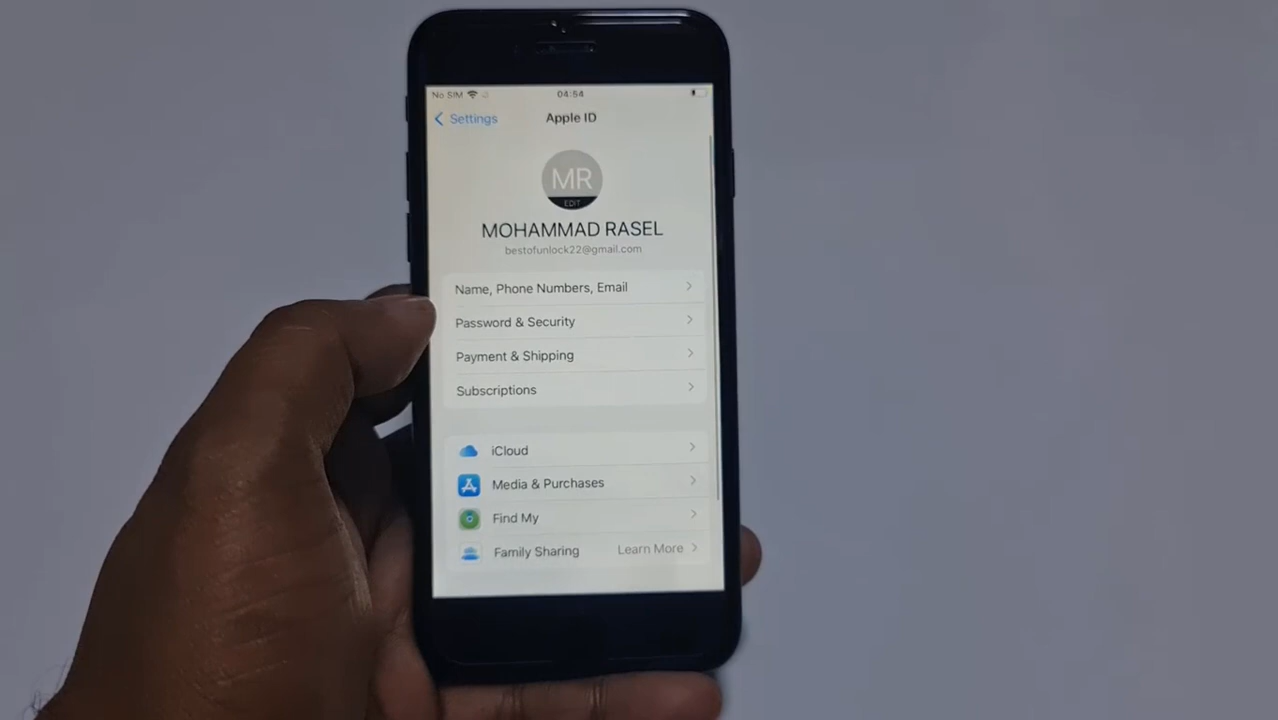 No SIM 04:54
Settings Apple ID
MR
EDIT
MOHAMMAD RASEL
bestofunlock22@gmail.com
Name, Phone Numbers, Email
Password & Security
Payment & Shipping
Subscriptions
iCloud
Media & Purchases
Find My
Family Sharing Learn More